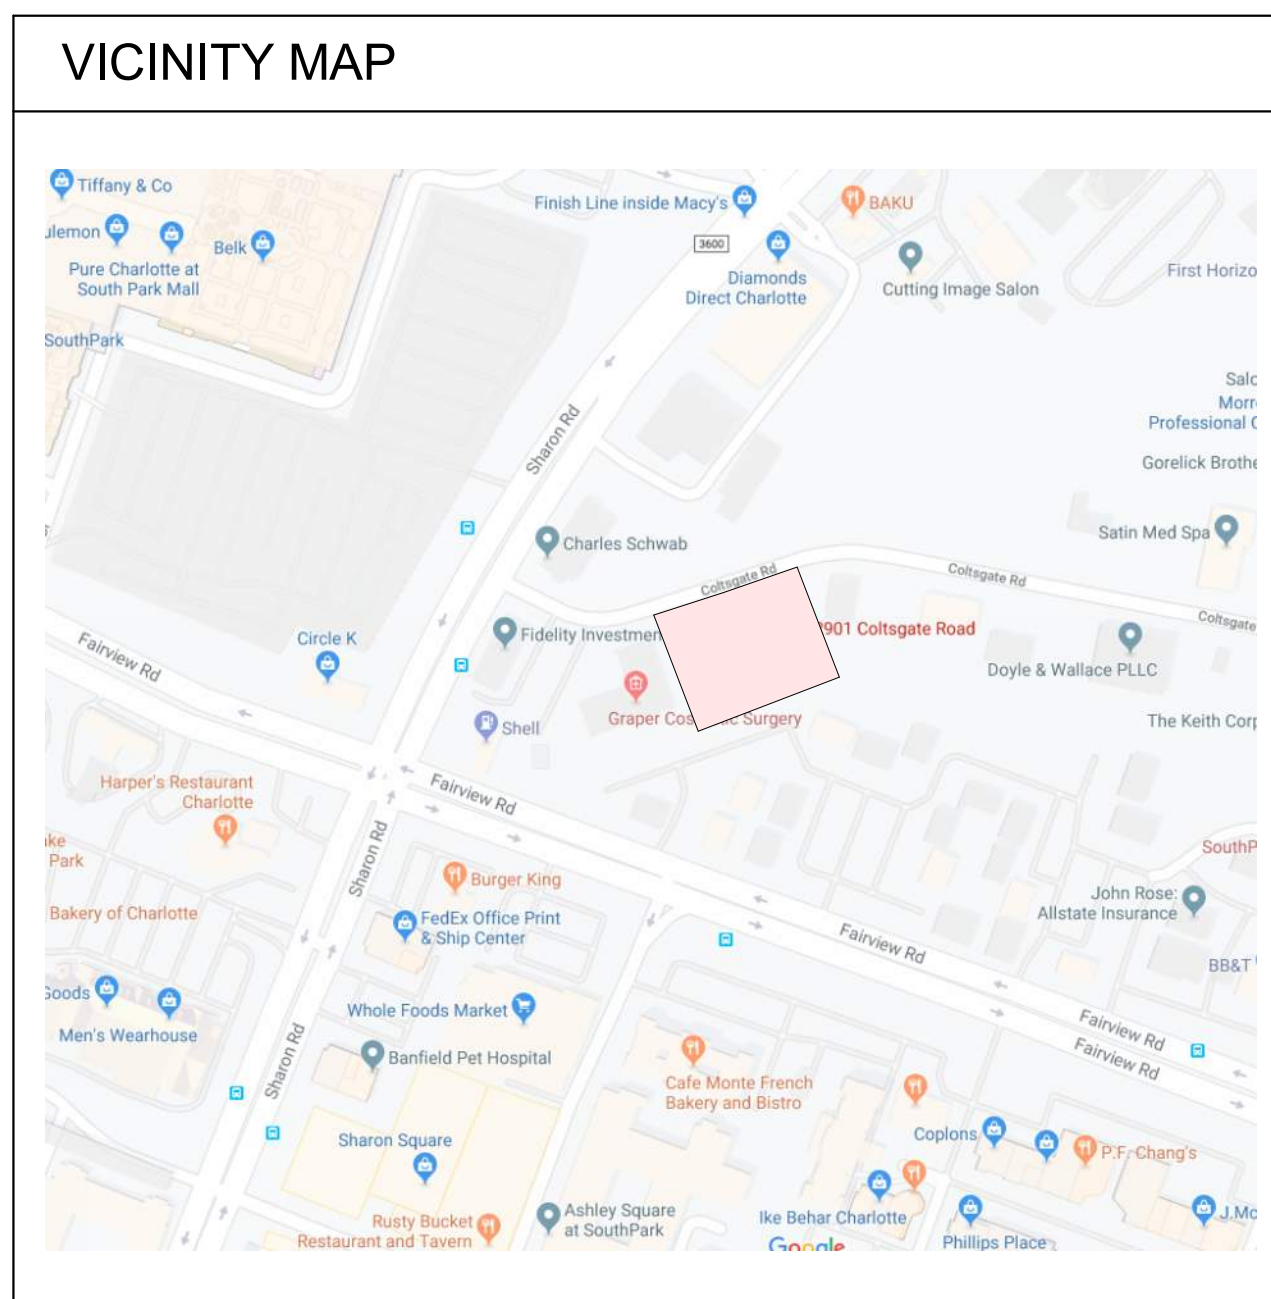 VICINITY MAP
Tiffany & Co
Finish Line inside Macy's
BAKU
ulemon
Belk
3600
Pure Charlotte at
South Park Mall
Diamonds
Direct Charlotte
Cutting Image Salon
First Horizo
SouthPark
Salo
Morr
Professional C
Sharon Rd
Gorelick Brothe
Charles Schwab
Satin Med Spa
Coltsgate Rd
Coltsgate Rd
Coltsgate
Fairview Rd
Circle K
Fidelity Investmen
901 Coltsgate Road
Doyle & Wallace PLLC
Graper Cos
Surgery
Shell
The Keith Corp
Harper's Restaurant
Charlotte
Fairview Rd
Sharon Rd
ke
Park
SouthP
Burger King
John Rose:
Allstate Insurance
Bakery of Charlotte
FedEx Office Print
& Ship Center
Fairview Rd
BB&T
Goods
Whole Foods Market
Men's Wearhouse
Sharon Rd
Banfield Pet Hospital
Fairview Rd
Fairview Rd
Cafe Monte French
Bakery and Bistro
Sharon Square
Coplons
P.F. Chang's
Rusty Bucket
Restaurant and Tavern
Ashley Square
at SouthPark
Ike Behar Charlotte
J.Mc
Google
Phillips Place